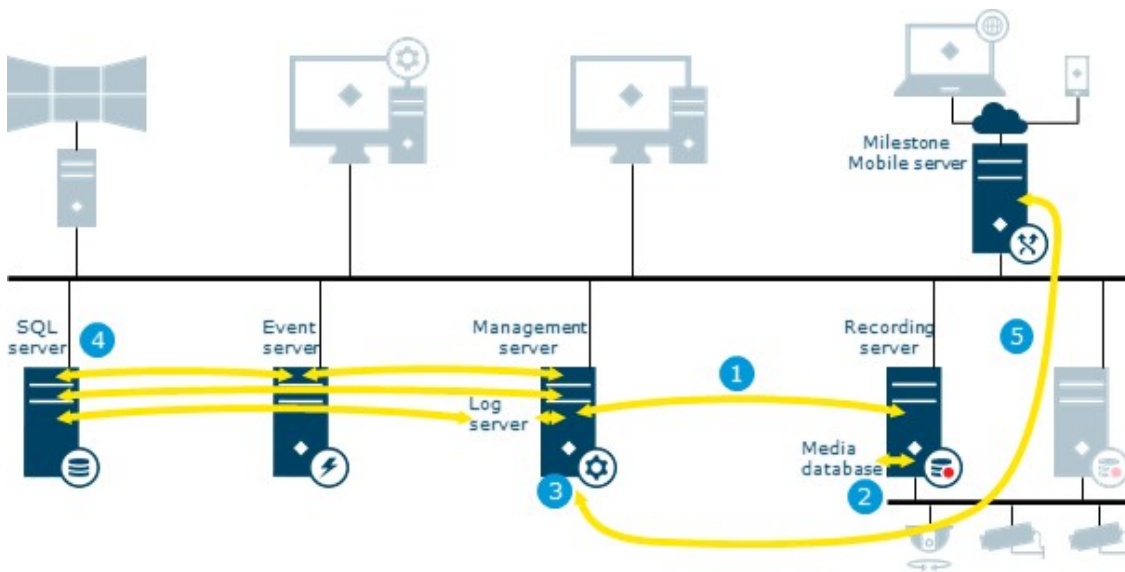 Milestone
Mobile server
SQL
server
4
Event
server
Management
server
Recording
server
5
1
Log
server
Media
database
2
3